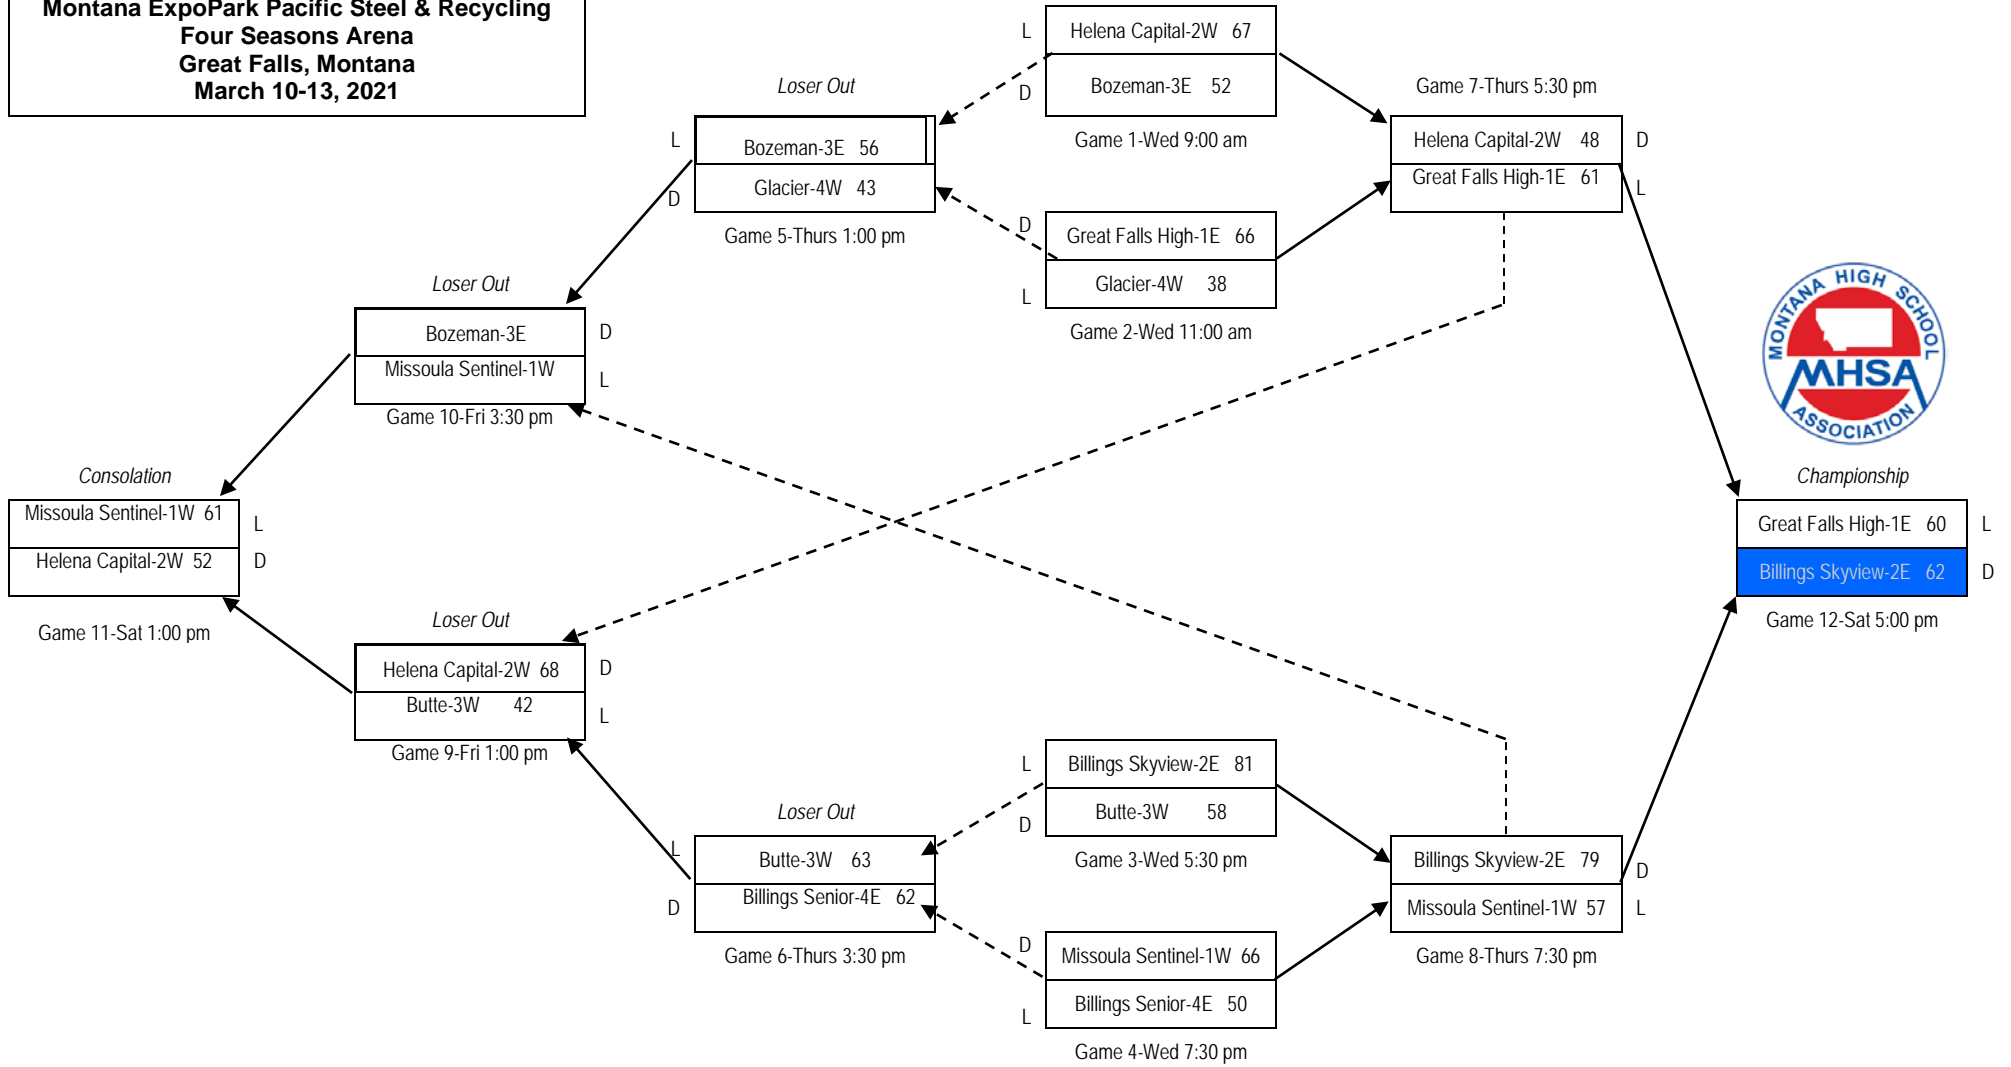 Montana ExpoPark Pacific Steel & Recycling
Four Seasons Arena
Great Falls, Montana
March 10-13, 2021
L
Helena Capital-2W 67
D
Bozeman-3E 52
Game 1-Wed 9:00 am
D
Great Falls High-1E 66
L
Glacier-4W 38
Game 2-Wed 11:00 am
Loser Out
L
Bozeman-3E 56
D
Glacier-4W 43
Game 5-Thurs 1:00 pm
Game 7-Thurs 5:30 pm
Helena Capital-2W 48
D
Great Falls High-1E 61
L
Loser Out
Bozeman-3E
D
Missoula Sentinel-1W
L
Game 10-Fri 3:30 pm
MONTANA HIGH SCHOOL
MHSA
ASSOCIATION
Consolation
Missoula Sentinel-1W 61
L
Helena Capital-2W 52
D
Game 11-Sat 1:00 pm
Championship
Great Falls High-1E 60
L
Billings Skyview-2E 62
D
Game 12-Sat 5:00 pm
Loser Out
Helena Capital-2W 68
D
Butte-3W 42
L
Game 9-Fri 1:00 pm
L
Billings Skyview-2E 81
D
Butte-3W 58
Game 3-Wed 5:30 pm
Loser Out
L
Butte-3W 63
D
Billings Senior-4E 62
Game 6-Thurs 3:30 pm
Billings Skyview-2E 79
D
Missoula Sentinel-1W 57
L
Game 8-Thurs 7:30 pm
D
Missoula Sentinel-1W 66
L
Billings Senior-4E 50
Game 4-Wed 7:30 pm